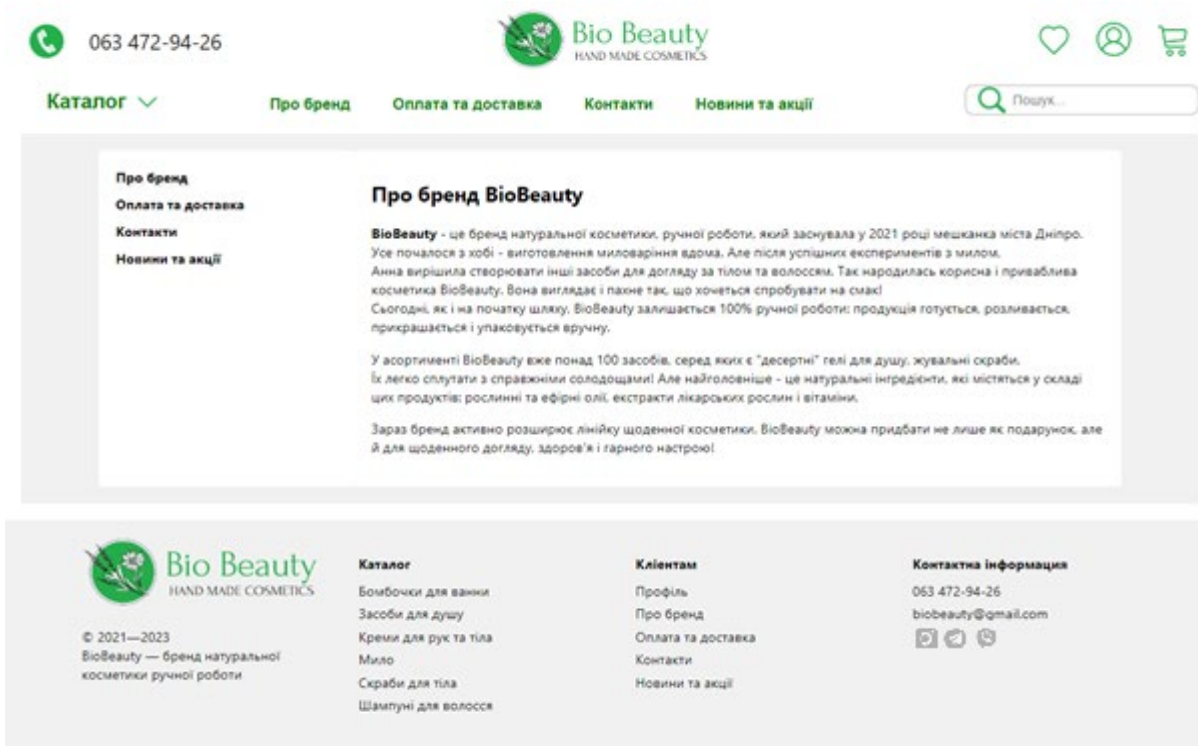 063 472-94-26
Bio Beauty
HAND MADE COSMETICS
Каталог
Про бренд
Оплата та доставка
Контакти
Новини та акції
Пошук...
Про бренд
Оплата та доставка
Контакти
Новини та акції
Про бренд BioBeauty
BioBeauty - це бренд натуральної косметики, ручної роботи, який заснувала у 2021 році мешканка міста Дніпро.
Усе почалося з хобі - виготовлення миловаріння вдома. Але після успішних експериментів з милом,
Анна вирішила створювати інші засоби для догляду за тілом та волоссям. Так народилась корисна і приваблива
косметика BioBeauty. Вона виглядає і пахне так, що хочеться спробувати на смак!
Сьогодні, як і на початку шляху, BioBeauty залишається 100% ручної роботи: продукція готується, розливається,
прикрашається і упаковується вручну.
У асортименті BioBeauty вже понад 100 засобів, серед яких є "десертні" гелі для душу, жувальні скраби.
Їх легко сплутати з справжніми солодощами! Але найголовніше - це натуральні інгредієнти, які містяться у складі
цих продуктів: рослинні та ефірні олії, екстракти лікарських рослин і вітаміни.
Зараз бренд активно розширює лінійку щоденної косметики. BioBeauty можна придбати не лише як подарунок, але
й для щоденного догляду, здоров'я і гарного настрою!
Bio Beauty
HAND MADE COSMETICS
© 2021—2023
BioBeauty — бренд натуральної
косметики ручної роботи
Каталог
Бомбочки для ванни
Засоби для душу
Креми для рук та тіла
Мило
Скраби для тіла
Шампуні для волосся
Клієнтам
Профіль
Про бренд
Оплата та доставка
Контакти
Новини та акції
Контактна інформация
063 472-94-26
biobeauty@gmail.com